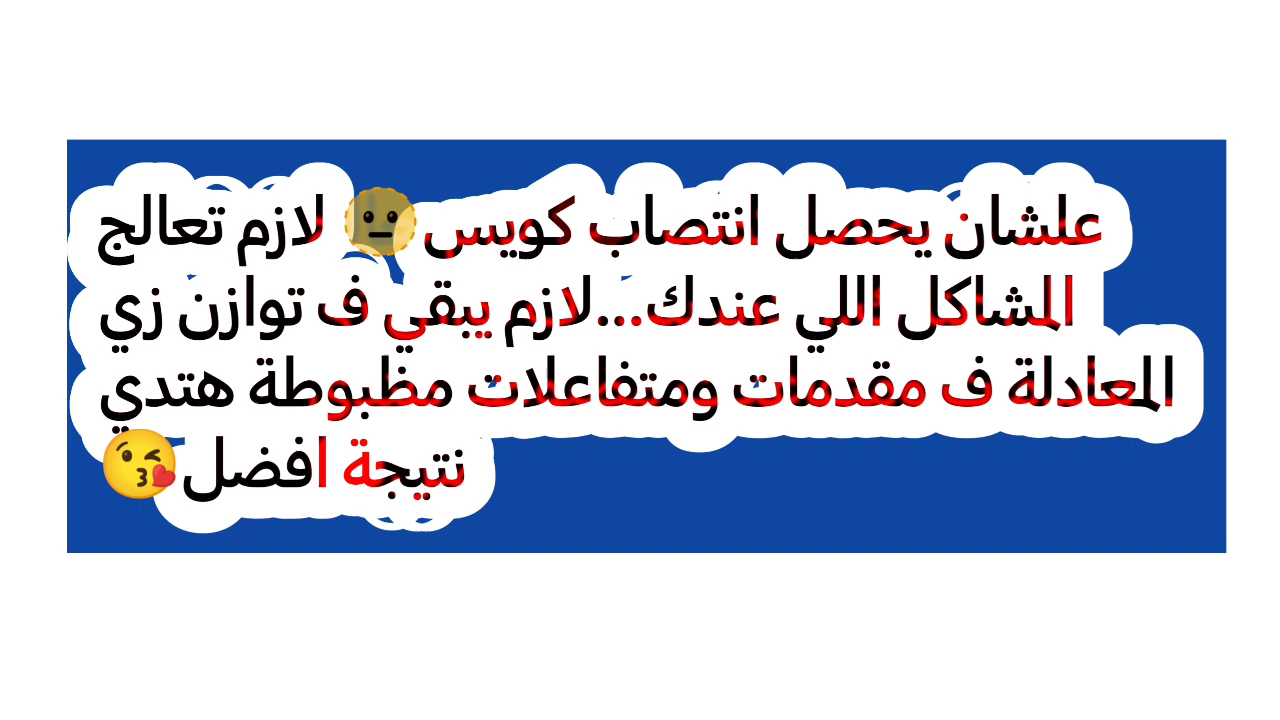 علشان يحصل انتصاب كويس🫥 لازم تعالج
المشاكل اللي عندك...لازم يبقي ف توازن زي
المعادلة ف مقدمات ومتفاعلات مظبوطة هتدي
نتيجة افضل😘